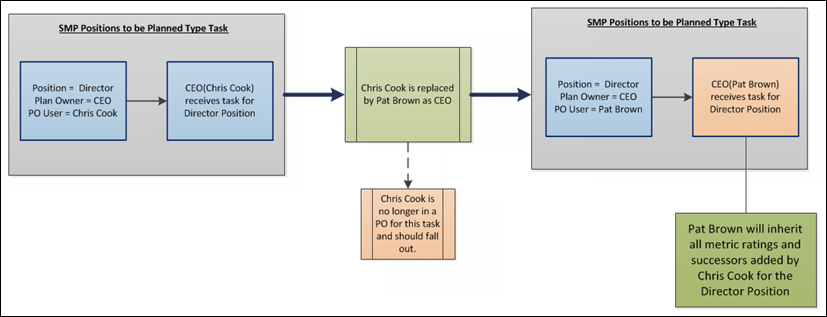 SMP Positions to be Planned Type Task
Position =  Director
Plan Owner = CEO
PO User = Chris Cook
CEO(Chris Cook)
receives task for
Director Position
Chris Cook is replaced
by Pat Brown as CEO
Chris Cook is
no longer in a
PO for this task
and should fall
out.
SMP Positions to be Planned Type Task
Position =  Director
Plan Owner = CEO
PO User = Pat Brown
CEO(Pat Brown)
receives task for
Director Position
Pat Brown will inherit
all metric ratings and
successors added by
Chris Cook for the
Director Position